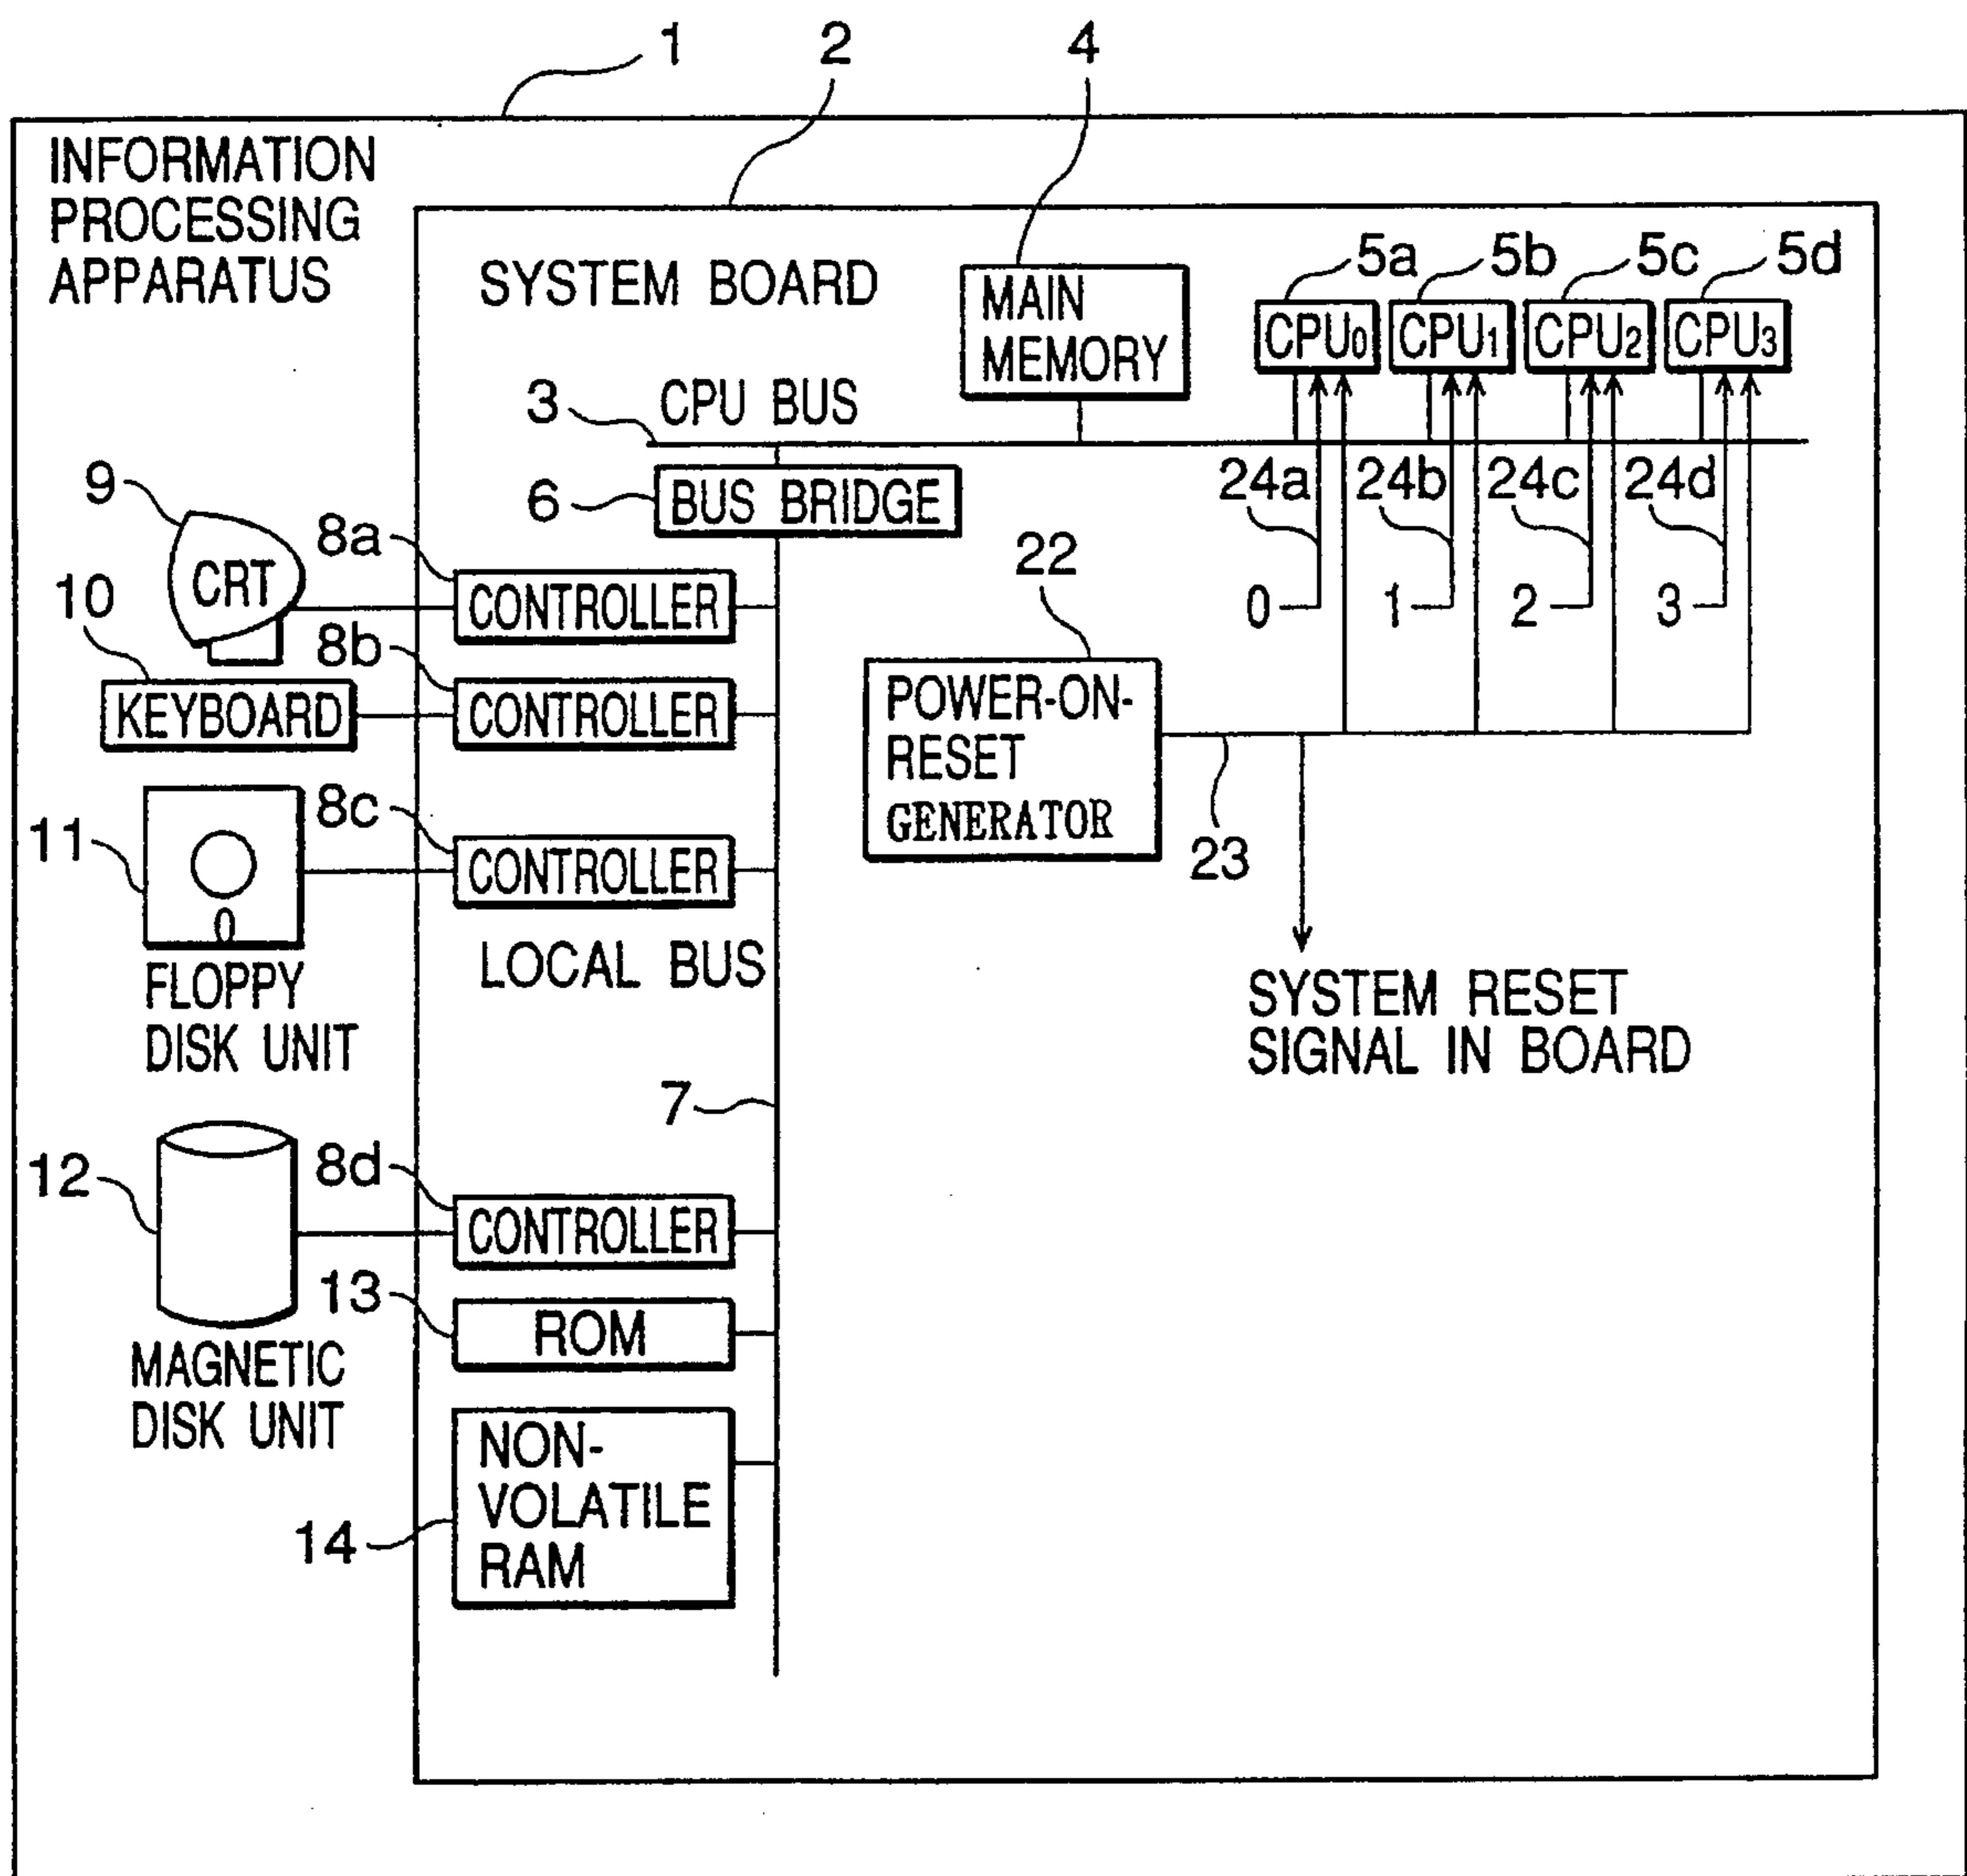 1
2
4
INFORMATION
PROCESSING
APPARATUS
SYSTEM BOARD
MAIN
MEMORY
5a
5b
5c
5d
CPU0
CPU1
CPU2
CPU3
3
CPU BUS
6
BUS BRIDGE
24a
24b
24c
24d
0
1
2
3
9
CRT
8a
CONTROLLER
10
KEYBOARD
8b
CONTROLLER
22
POWER-ON-
RESET
GENERATOR
23
11
8c
CONTROLLER
FLOPPY
DISK UNIT
LOCAL BUS
SYSTEM RESET
SIGNAL IN BOARD
7
12
8d
CONTROLLER
MAGNETIC
DISK UNIT
13
ROM
14
NON-
VOLATILE
RAM